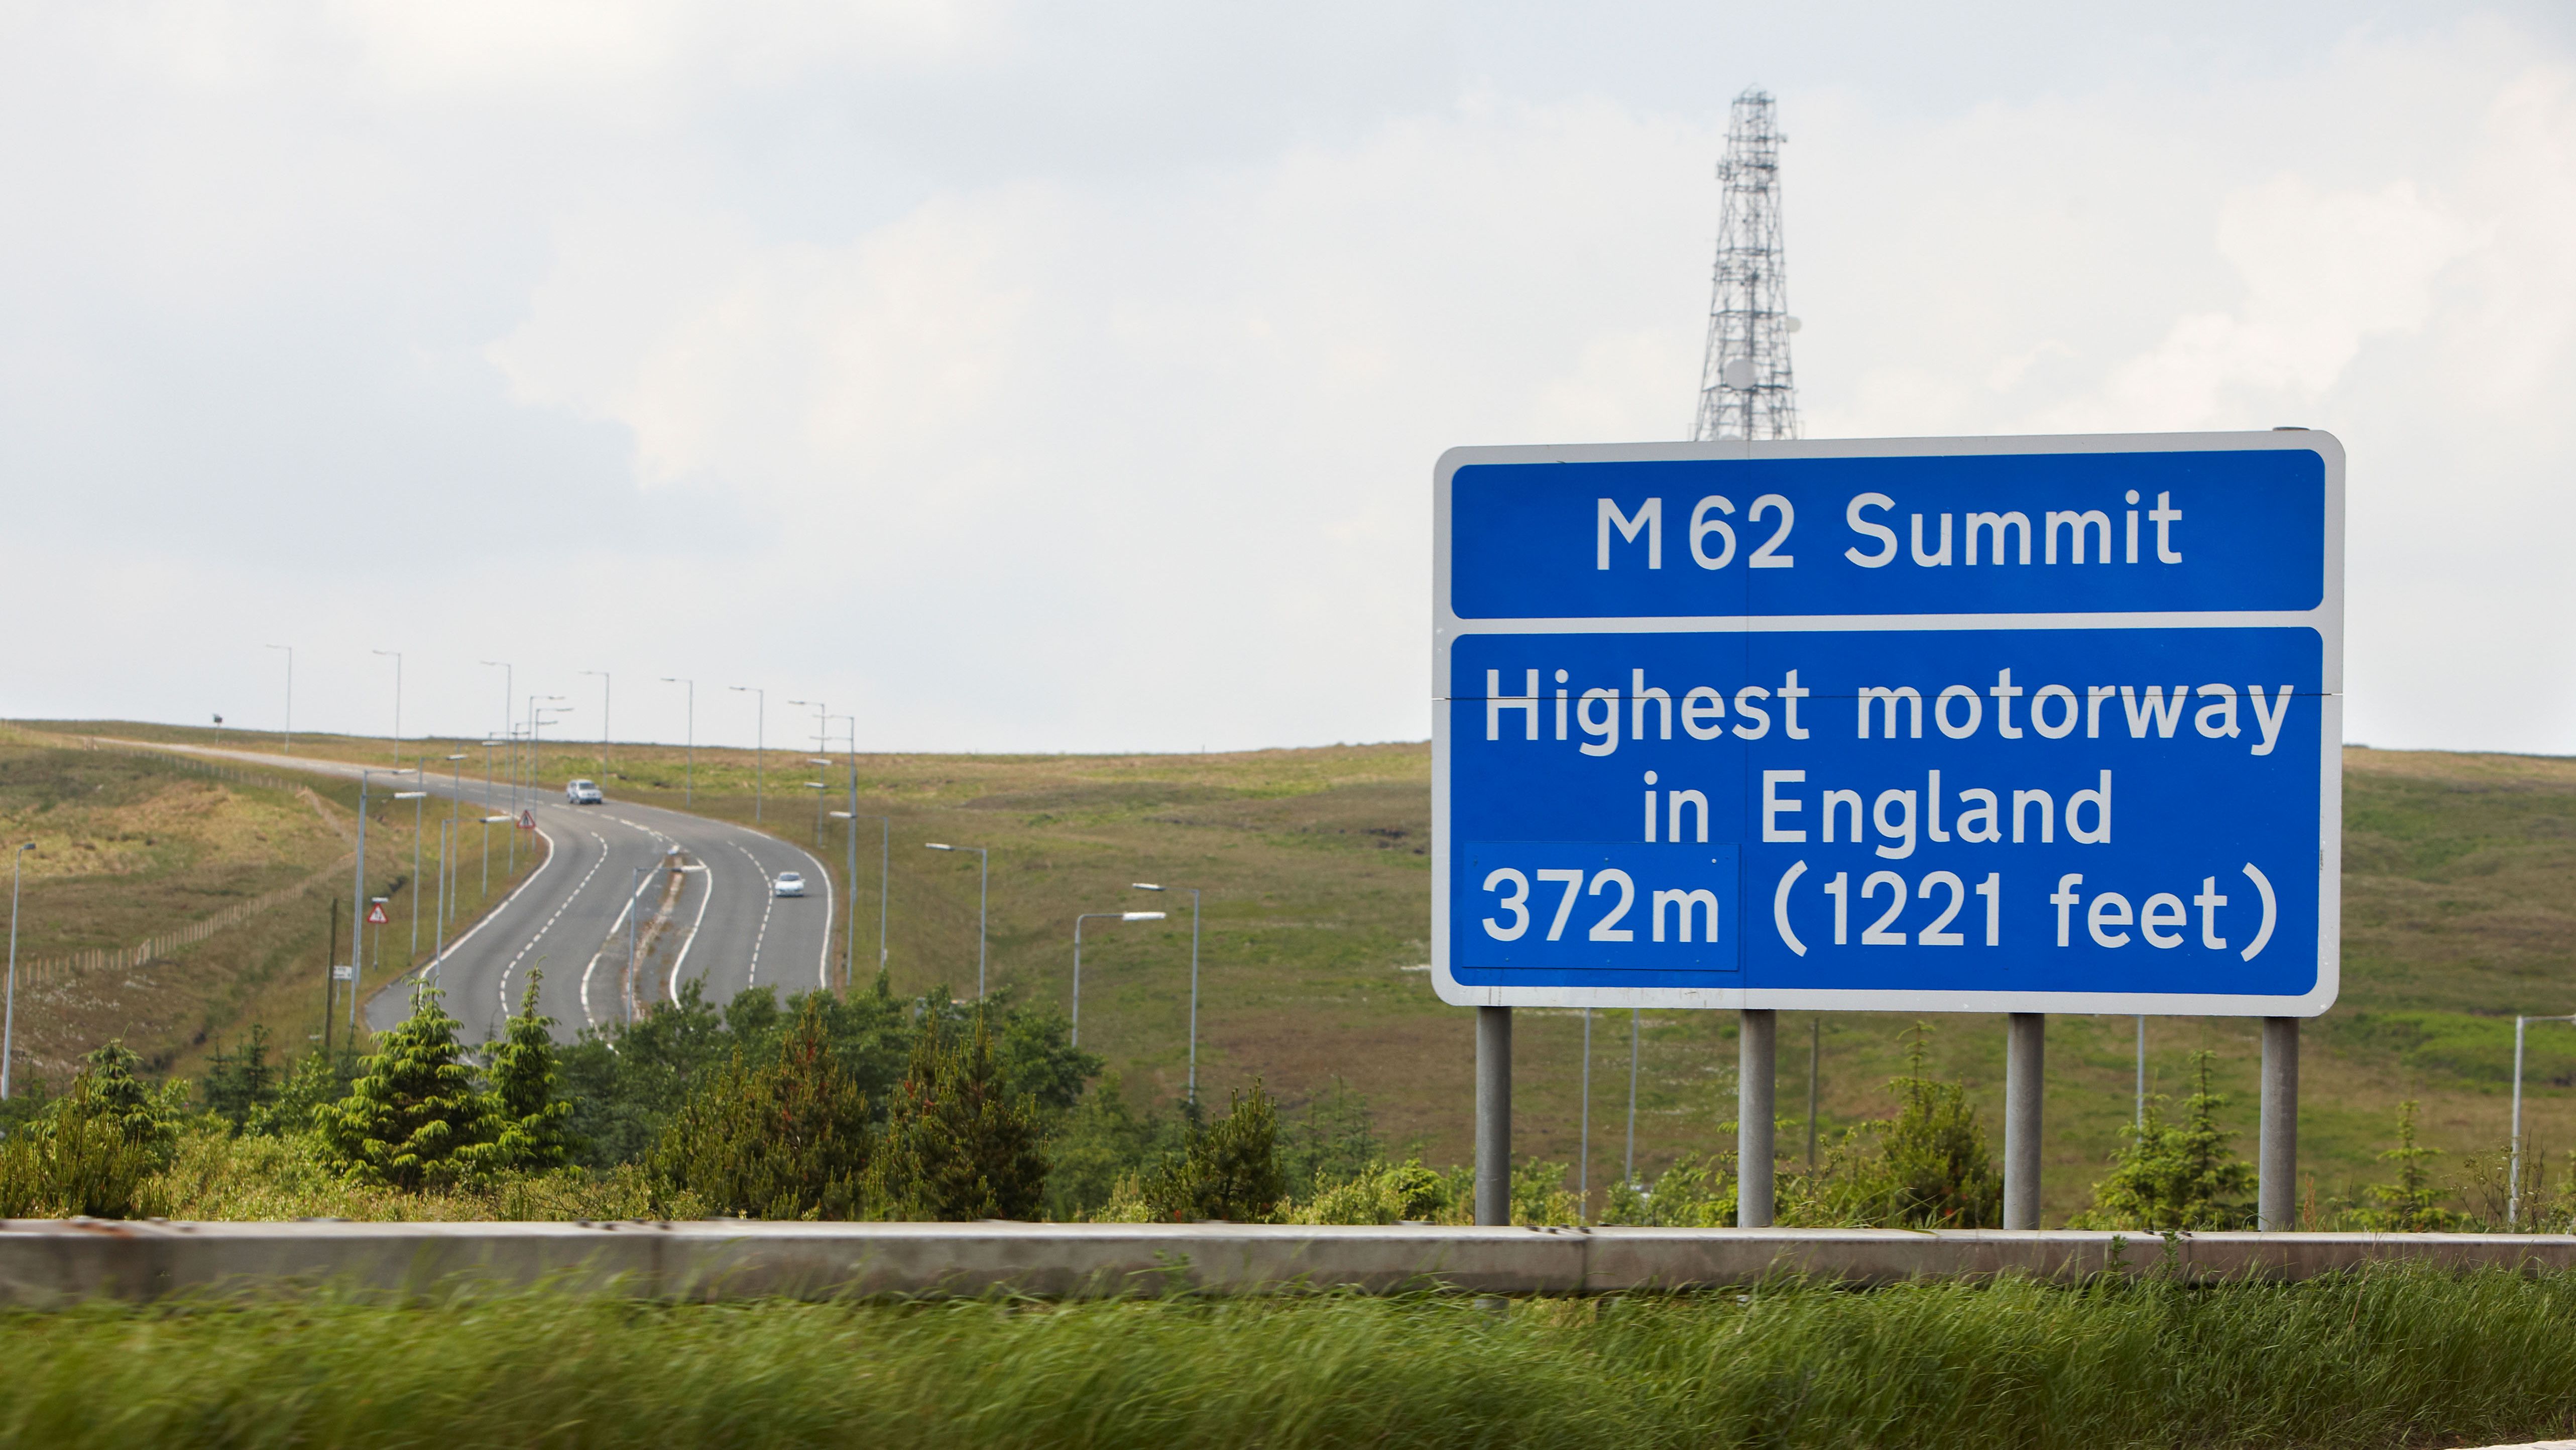 M62 Summit
Highest motorway
in England
372m (1221 feet)